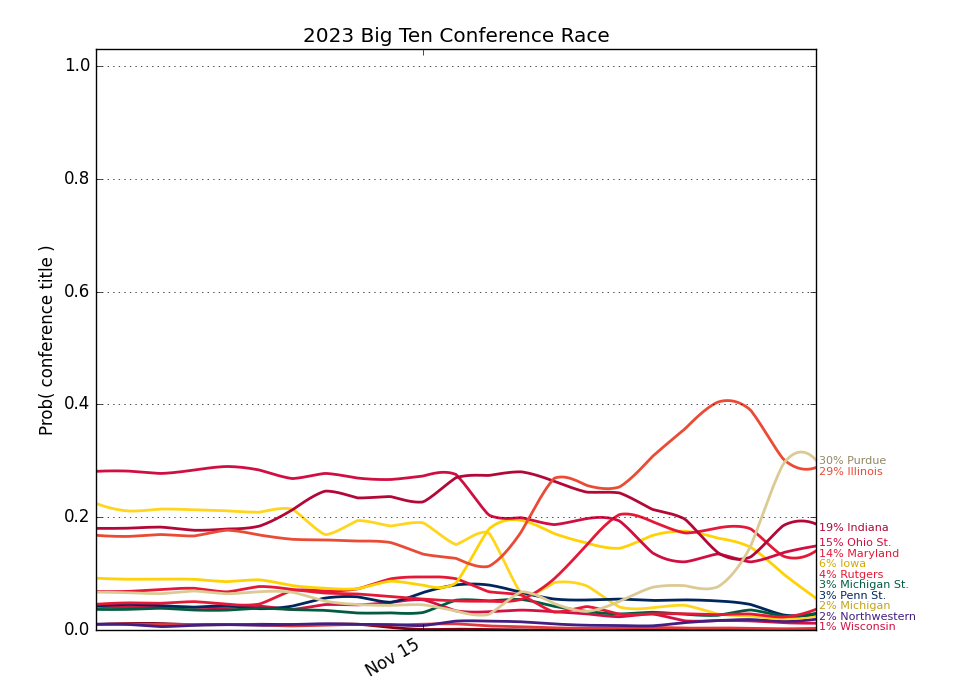 2023 Big Ten Conference Race
1.0
0.8
0.6
0.4
0.2
0.0
Prob( conference title )
Nov 15
30% Purdue
29% Illinois
19% Indiana
15% Ohio St.
14% Maryland
6% Iowa
4% Rutgers
3% Michigan St.
3% Penn St.
2% Michigan
2% Northwestern
1% Wisconsin